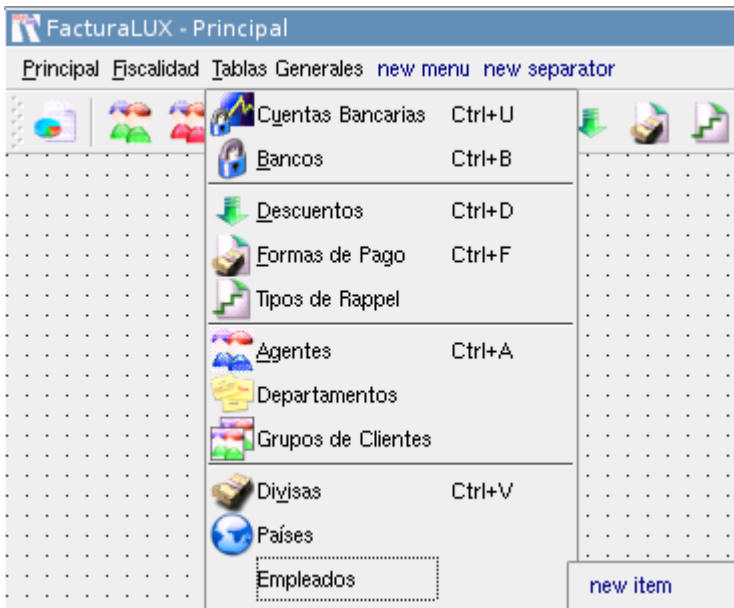 FacturaLUX - Principal
Principal Fiscalidad Tablas Generales new menu new separator
Cuentas Bancarias Ctrl+U
Bancos Ctrl+B
Descuentos Ctrl+D
Formas de Pago Ctrl+F
Tipos de Rappel
Agentes Ctrl+A
Departamentos
Grupos de Clientes
Divisas Ctrl+V
Países
Empleados
new item